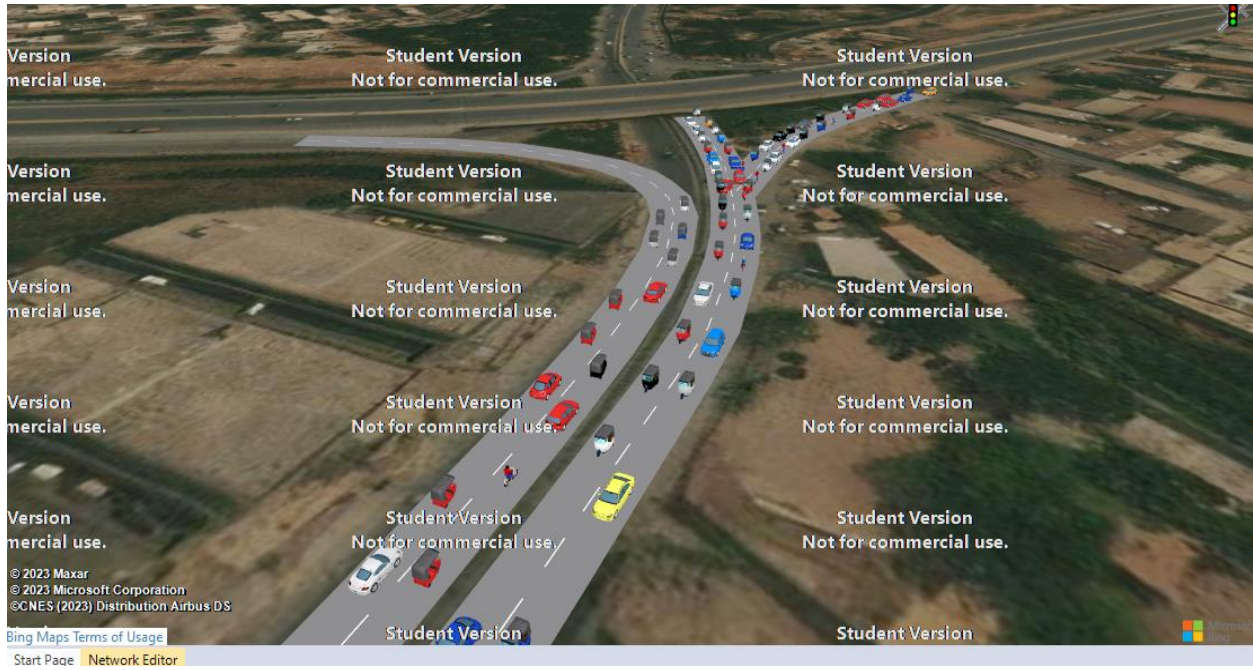 Version
mercial use.
Student Version
Not for commercial use.
Student Version
Not for commercial use.
Version
mercial use.
Student Version
Not for commercial use.
Student Version
Not for commercial use.
Version
mercial use.
Student Version
Not for commercial use.
Student Version
Not for commercial use.
Version
mercial use.
Student Version
Not for commercial use.
Student Version
Not for commercial use.
Version
mercial use.
Student Version
Not for commercial use.
Student Version
Not for commercial use.
© 2023 Maxar
© 2023 Microsoft Corporation
©CNES (2023) Distribution Airbus DS
Bing Maps Terms of Usage
Student Version
Student Version
Microsoft
Bing
Start Page
Network Editor